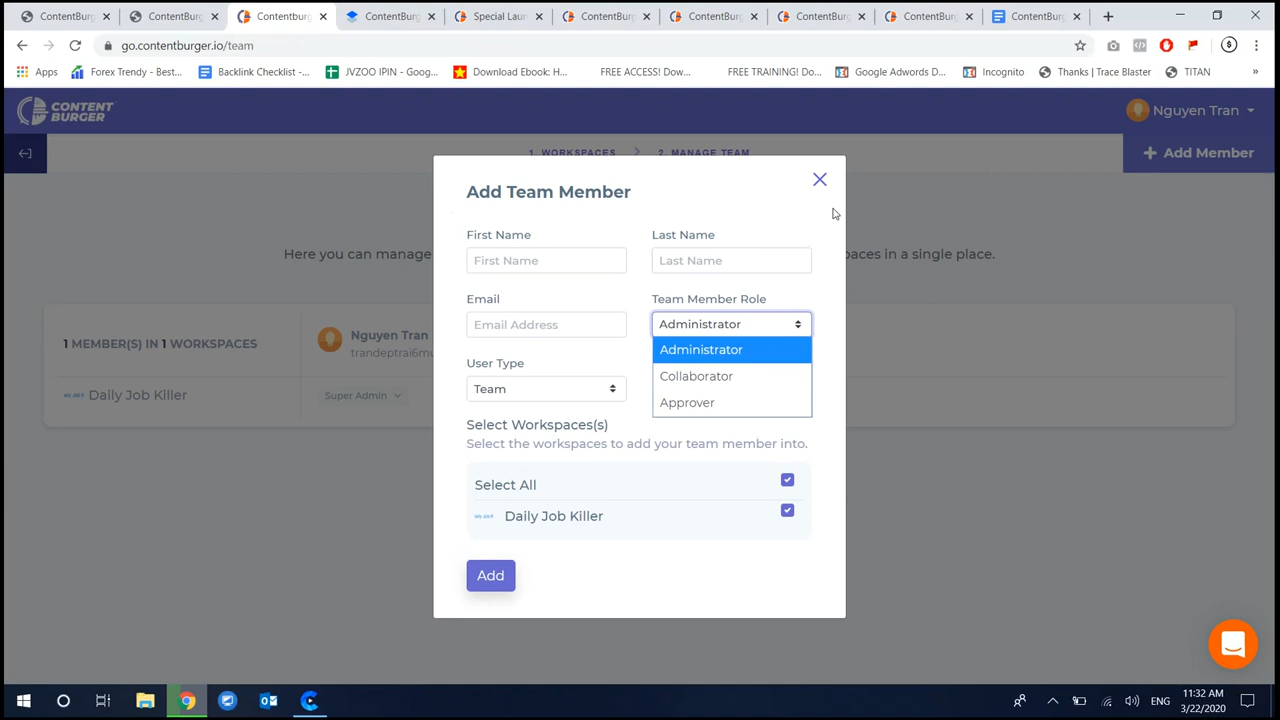 ContentBurg
ContentBurg
Contentburg
ContentBurg
Special Laun
ContentBurg
ContentBurg
ContentBurg
ContentBurg
ContentBurg
go.contentburger.io/team
Apps
Forex Trendy - Best...
Backlink Checklist -...
JVZOO IPIN - Goog...
Download Ebook: H...
FREE ACCESS! Dow...
FREE TRAINING! Do...
Google Adwords D...
Incognito
Thanks | Trace Blaster
TITAN
»
CONTENT
BURGER
Nguyen Tran
1. WORKSPACES
2. MANAGE TEAM
+ Add Member
Add Team Member
First Name
Last Name
First Name
Last Name
Here you can manage
paces in a single place.
Email
Team Member Role
Email Address
Administrator
Administrator
Collaborator
Approver
1 MEMBER(S) IN 1 WORKSPACES
Nguyen Tran
trandeptrai6mu
User Type
Team
Daily Job Killer
Super Admin
Select Workspaces(s)
Select the workspaces to add your team member into.
Select All
Daily Job Killer
Add
ENG
11:32 AM
3/22/2020